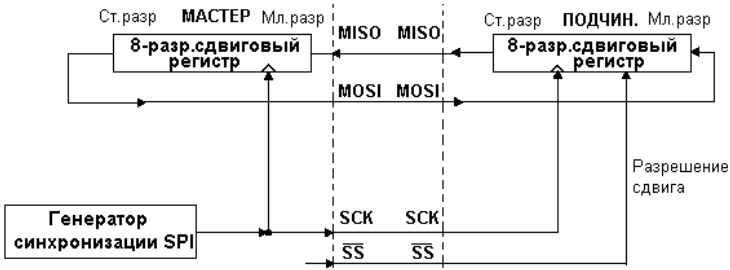 Ст.разр МАСТЕР Мл.разр
8-разр.сдвиговый
регистр
MISO MISO
Ст.разр ПОДЧИН. Мл.разр
8-разр.сдвиговый
регистр
MOSI MOSI
Разрешение
сдвига
Генератор
синхронизации SPI
SCK SCK
SS SS